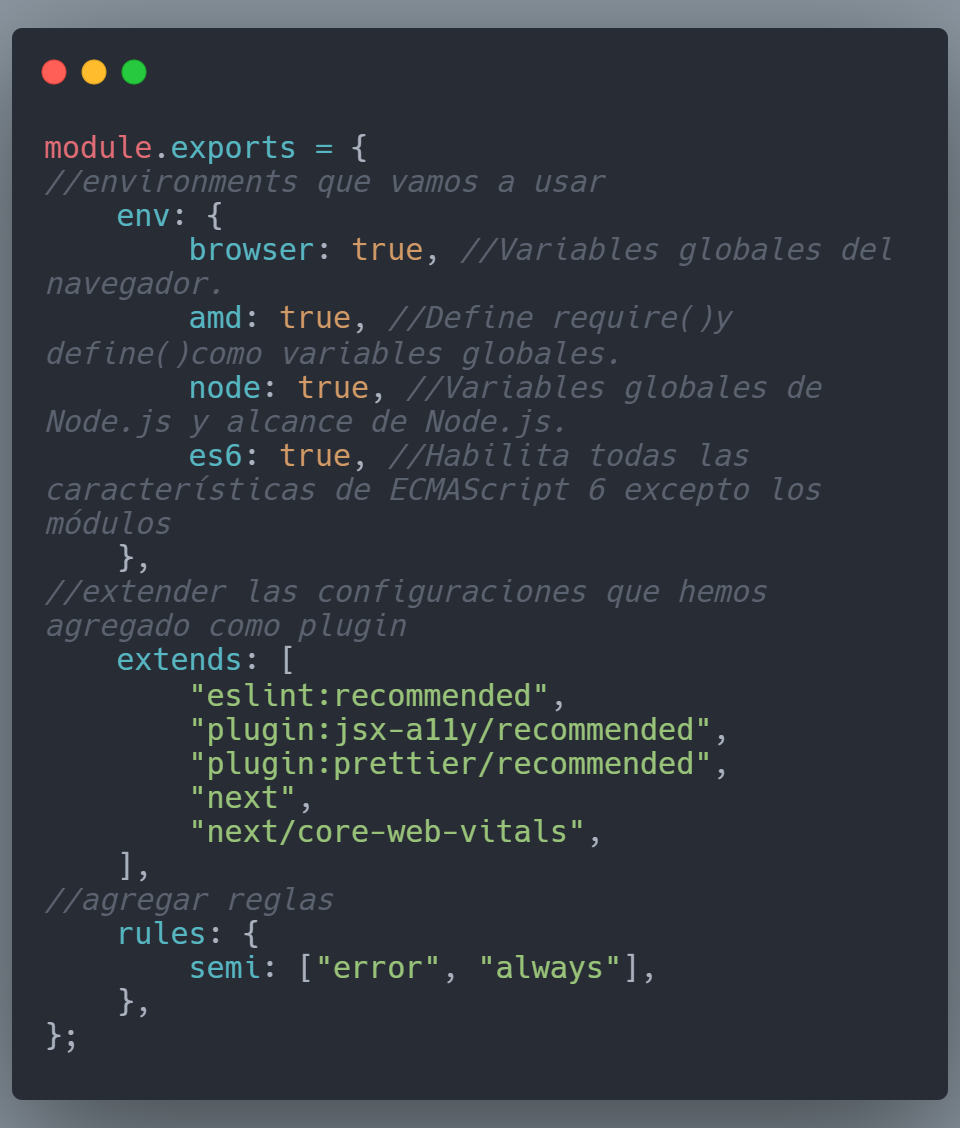 module.exports = {
//environments que vamos a usar
    env: {
        browser: true, //Variables globales del
navegador.
        amd: true, //Define require()y
define()como variables globales.
        node: true, //Variables globales de
Node.js y alcance de Node.js.
        es6: true, //Habilita todas las
características de ECMAScript 6 excepto los
módulos
    },
//extender las configuraciones que hemos
agregado como plugin
    extends: [
        "eslint:recommended",
        "plugin:jsx-a11y/recommended",
        "plugin:prettier/recommended",
        "next",
        "next/core-web-vitals",
    ],
//agregar reglas
    rules: {
        semi: ["error", "always"],
    },
};